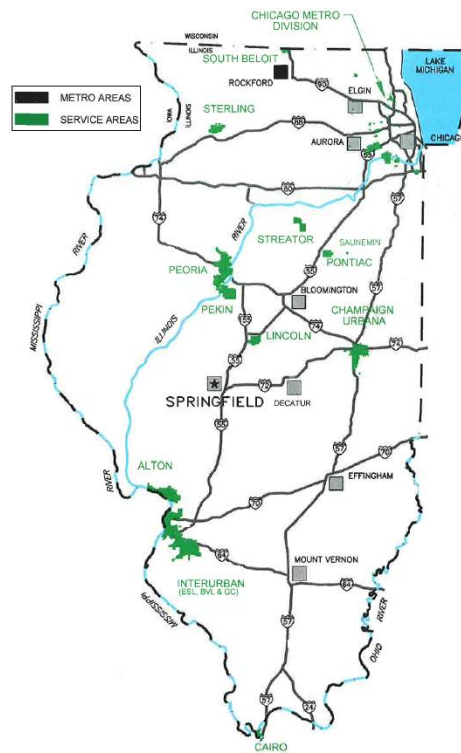 WISCONSIN
ILLINOIS
CHICAGO METRO
DIVISION
SOUTH BELOIT
LAKE
MICHIGAN
ROCKFORD
90
ELGIN
METRO AREAS
SERVICE AREAS
IOWA
ILLINOIS
STERLING
88
AURORA
CHICAGO
55
80
57
74
RIVER
STREATOR
SAUNEMIN
PONTIAC
RIVER
PEORIA
55
57
BLOOMINGTON
PEKIN
CHAMPAIGN
URBANA
MISSISSIPPI
ILLINOIS
55
74
LINCOLN
74
55
SPRINGFIELD
72
DECATUR
55
57
70
ALTON
RIVER
EFFINGHAM
70
64
MOUNT VERNON
INTERURBAN
(ESL, BVL & GC)
64
MISSISSIPPI
57
RIVER
OHIO
57
24
CAIRO